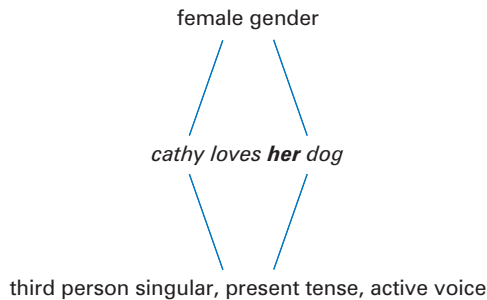 female gender
cathy loves her dog
third person singular, present tense, active voice